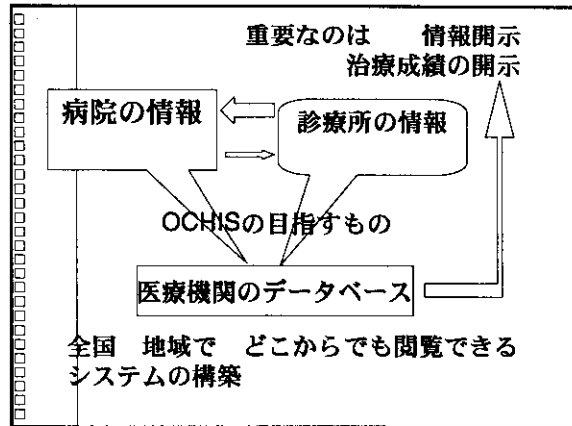 重要なのは　情報開示
治療成績の開示
病院の情報
診療所の情報
OCHISの目指すもの
医療機関のデータベース
全国　地域で　どこからでも閲覧できる
システムの構築